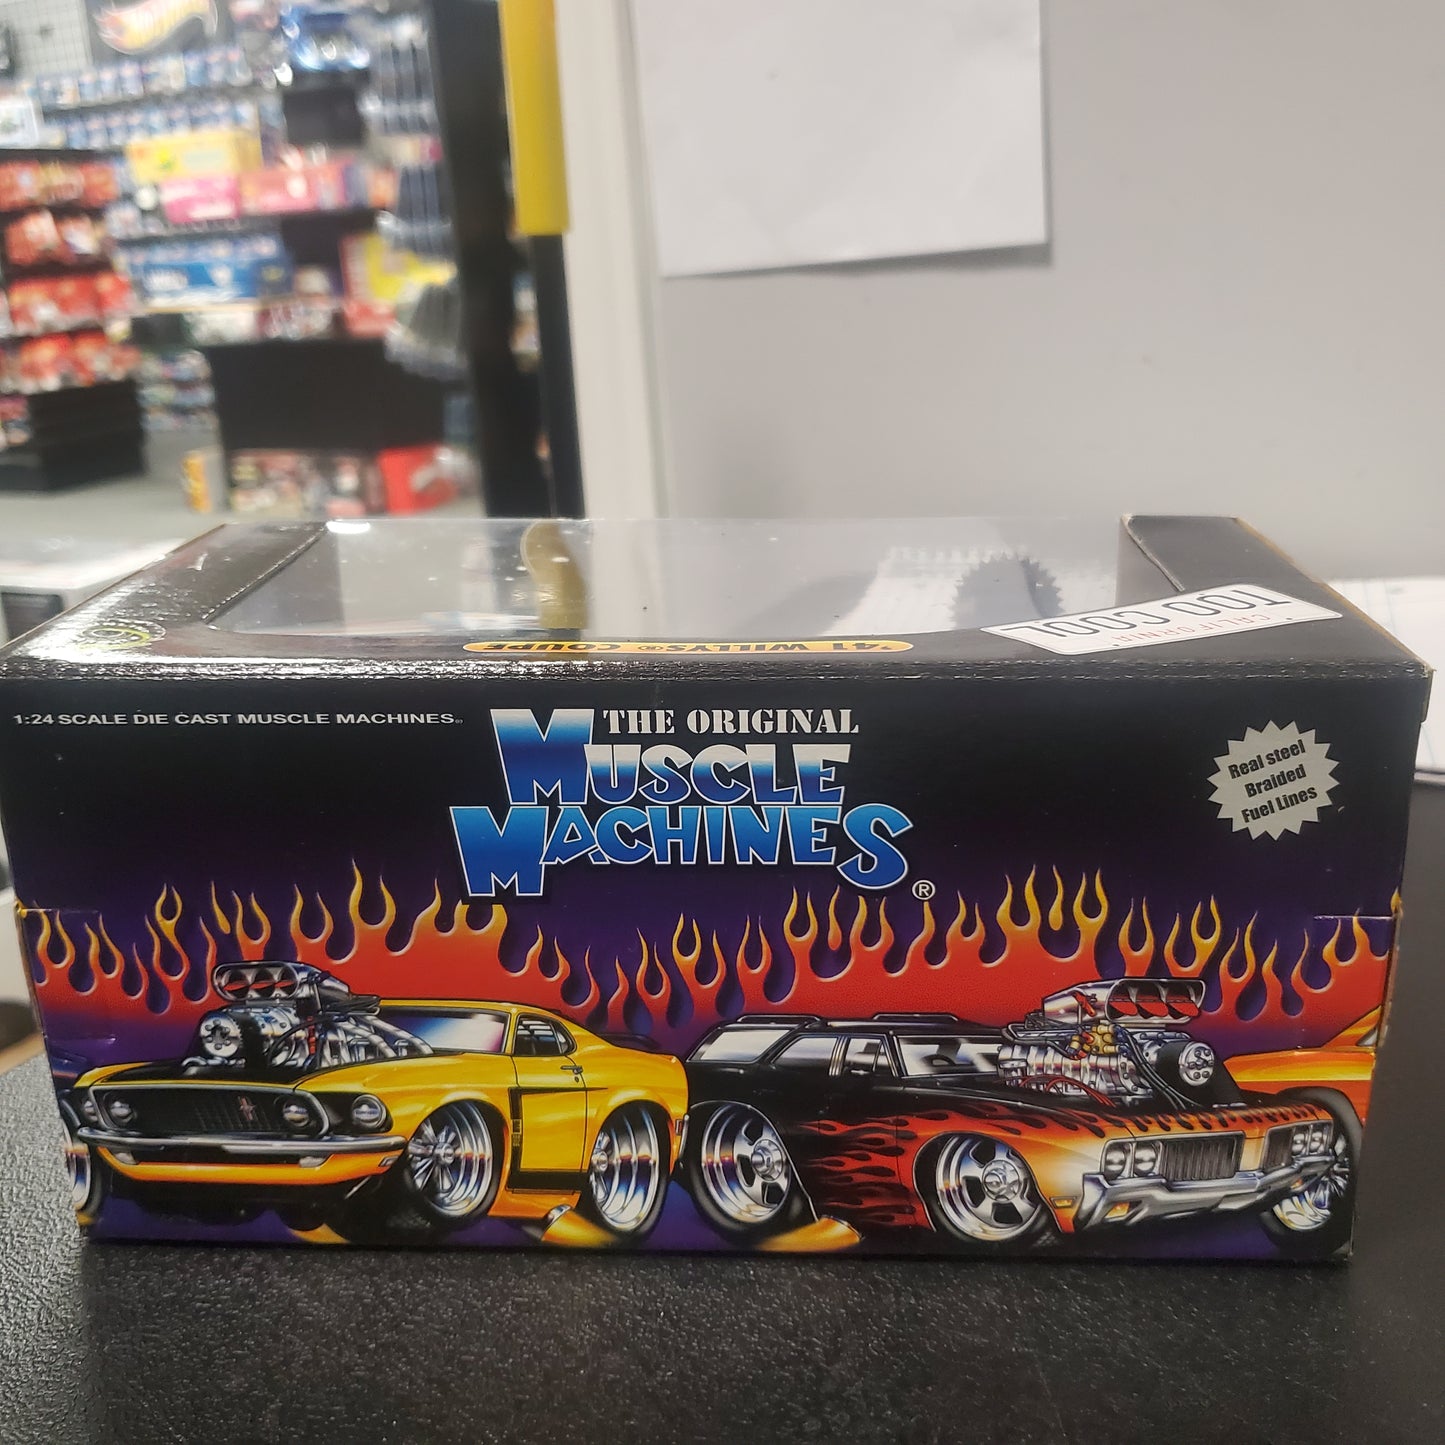 TOO COOL
CALIFORNIA
'41 WILLYS® COUPE
1:24 SCALE DIE CAST MUSCLE MACHINES®
THE ORIGINAL
MUSCLE
MACHINES
®
Real steel
Braided
Fuel Lines